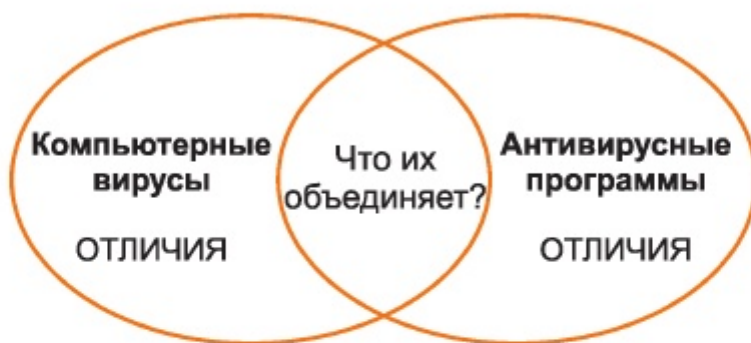 Компьютерные
вирусы
ОТЛИЧИЯ
Что их
объединяет?
Антивирусные
программы
ОТЛИЧИЯ